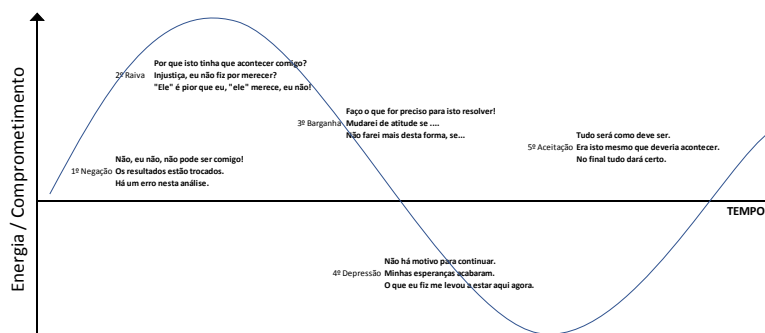 Energia / Comprometimento
Por que isto tinha que acontecer comigo?
2º Raiva Injustiça, eu não fiz por merecer?
"Ele" é pior que eu, "ele" merece, eu não!
Faço o que for preciso para isto resolver!
3º Barganha Mudarei de atitude se ....
Não farei mais desta forma, se...
Tudo será como deve ser.
5º Aceitação Era isto mesmo que deveria acontecer.
No final tudo dará certo.
Não, eu não, não pode ser comigo!
1º Negação Os resultados estão trocados.
Há um erro nesta análise.
TEMPO
Não há motivo para continuar.
4º Depressão Minhas esperanças acabaram.
O que eu fiz me levou a estar aqui agora.